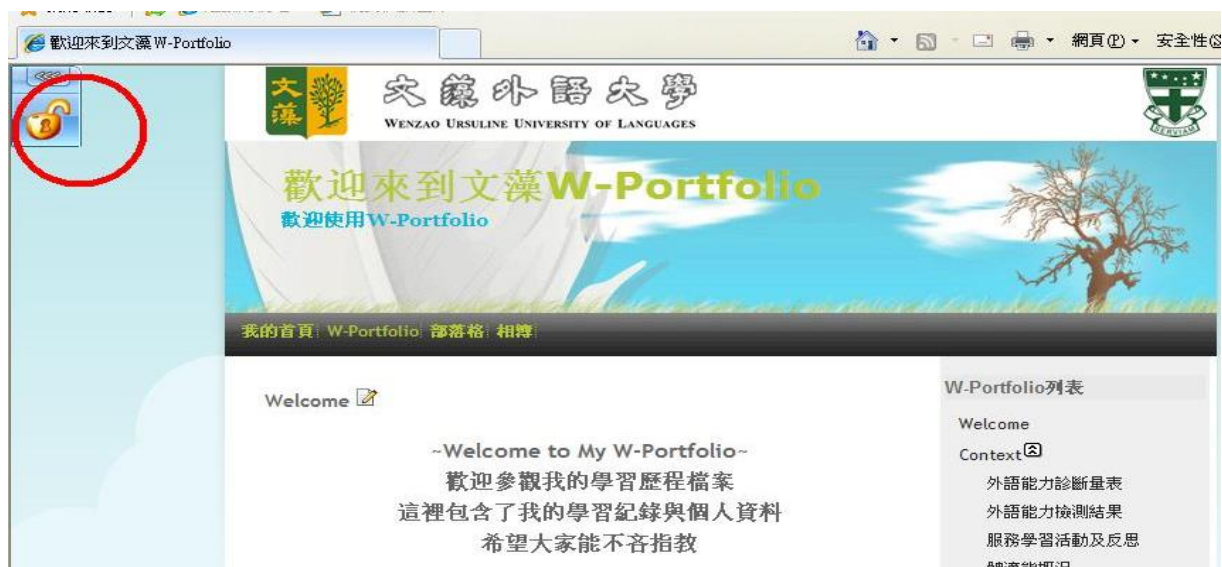 歡迎來到文藻W-Portfolio
網頁(P)
安全性(S
<<<
文藻
文藻外語大學
WENZAO URSULINE UNIVERSITY OF LANGUAGES
SERVIAM
歡迎來到文藻W-Portfolio
歡迎使用W-Portfolio
我的首頁 W-Portfolio 部落格 相簿
Welcome
~Welcome to My W-Portfolio~
歡迎參觀我的學習歷程檔案
這裡包含了我的學習紀錄與個人資料
希望大家能不吝指教
W-Portfolio列表
Welcome
Context
外語能力診斷量表
外語能力檢測結果
服務學習活動及反思